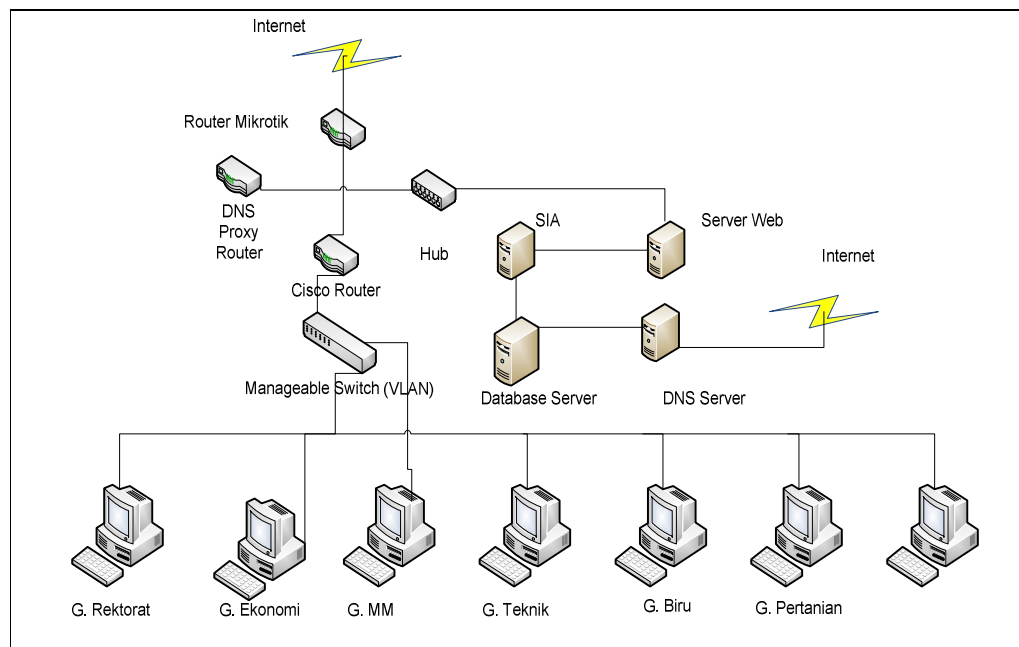 Internet
Router Mikrotik
DNS
Proxy
Router
Hub
SIA
Server Web
Internet
Cisco Router
Manageable Switch (VLAN)
Database Server
DNS Server
G. Rektorat
G. Ekonomi
G. MM
G. Teknik
G. Biru
G. Pertanian